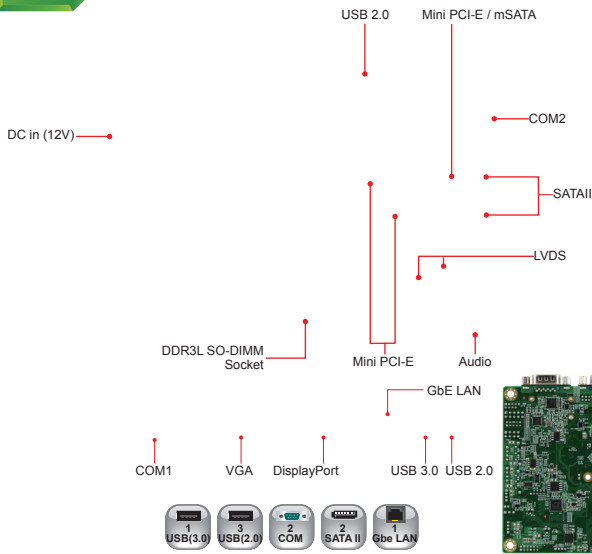 USB 2.0
Mini PCI-E / mSATA
COM2
DC in (12V)
SATAII
LVDS
DDR3L SO-DIMM
Socket
Mini PCI-E
Audio
GbE LAN
COM1
VGA
DisplayPort
USB 3.0
USB 2.0
1
USB(3.0)
3
USB(2.0)
2
COM
2
SATA II
1
Gbe LAN